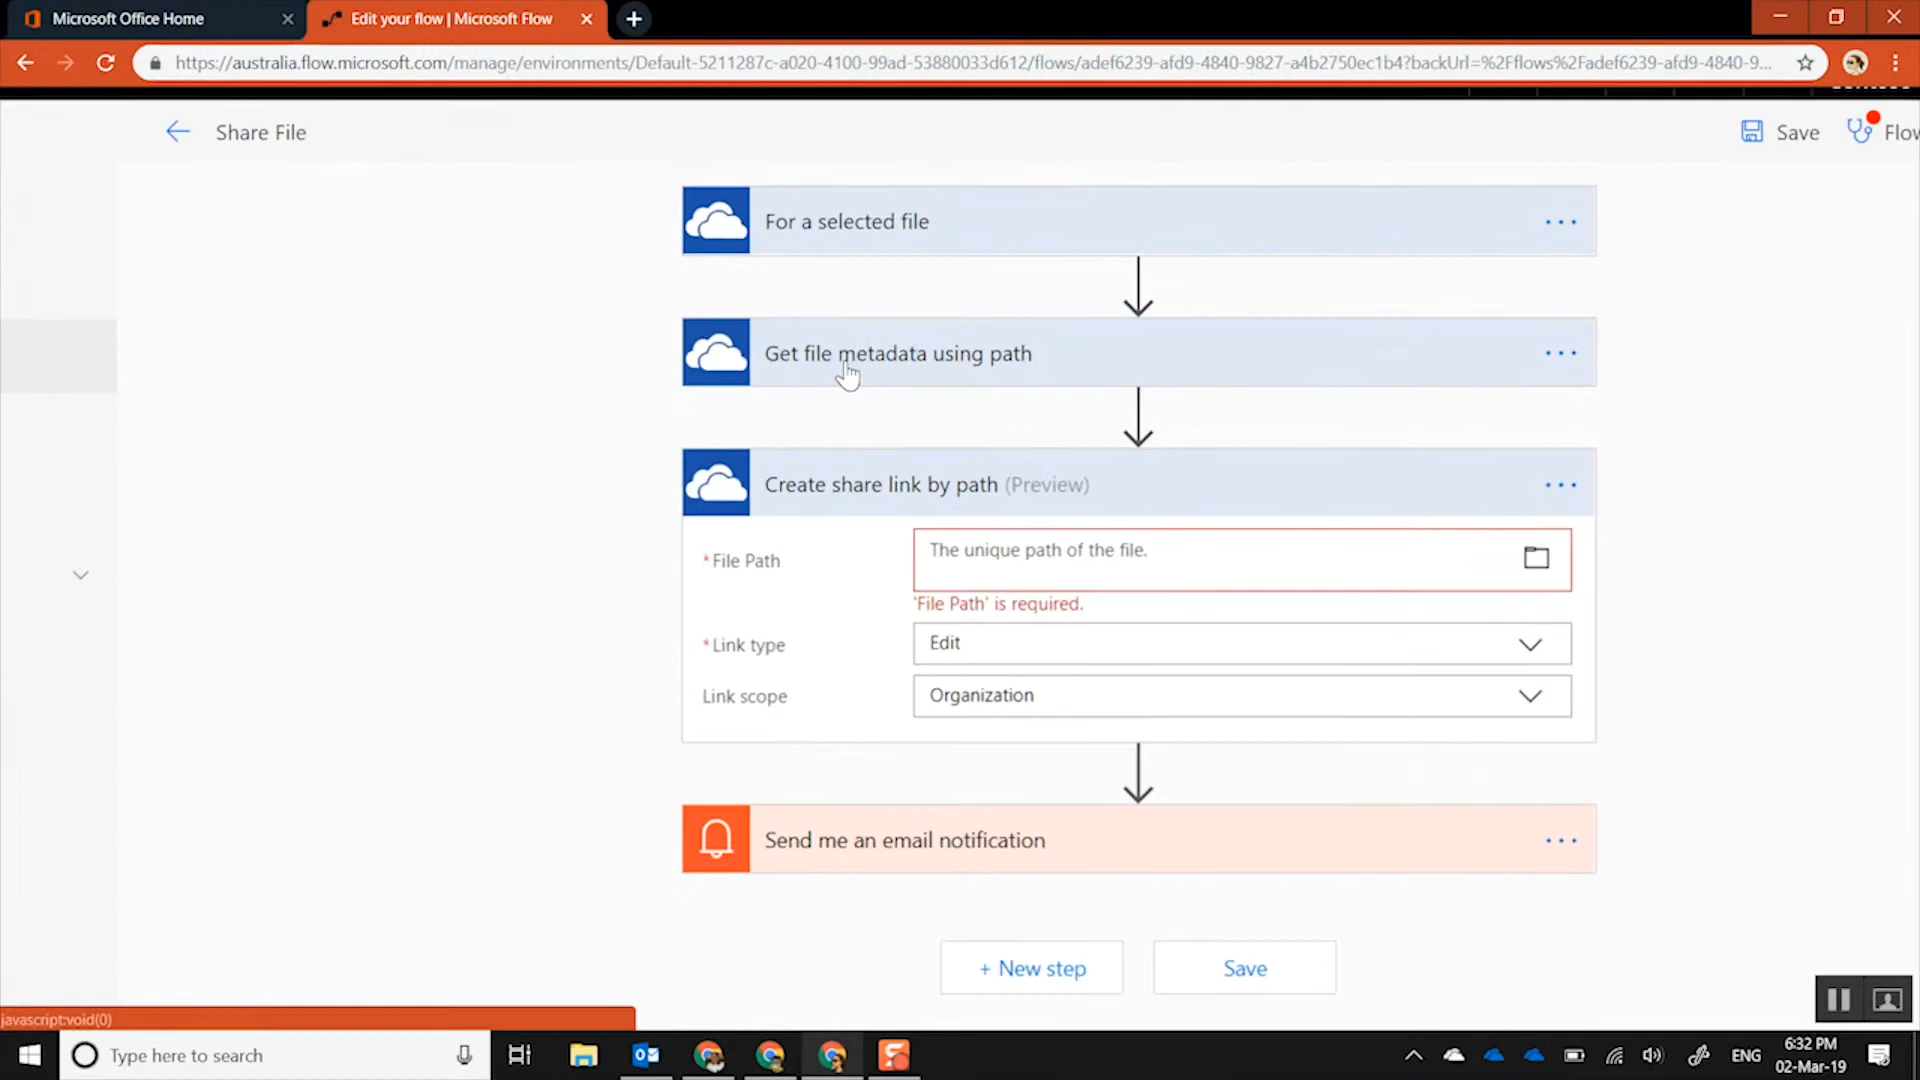 Microsoft Office Home
Edit your flow | Microsoft Flow
https://australia.flow.microsoft.com/manage/environments/Default-5211287c-a020-4100-99ad-53880033d612/flows/adef6239-afd9-4840-9827-a4b2750ec1b4?backUrl=%2Fflows%2Fadef6239-afd9-4840-9...
Share File
Save
Flow
For a selected file
Get file metadata using path
Create share link by path (Preview)
*File Path
The unique path of the file.
'File Path' is required.
*Link type
Edit
Link scope
Organization
Send me an email notification
+ New step
Save
javascript:void(0)
Type here to search
ENG
6:32 PM
02-Mar-19